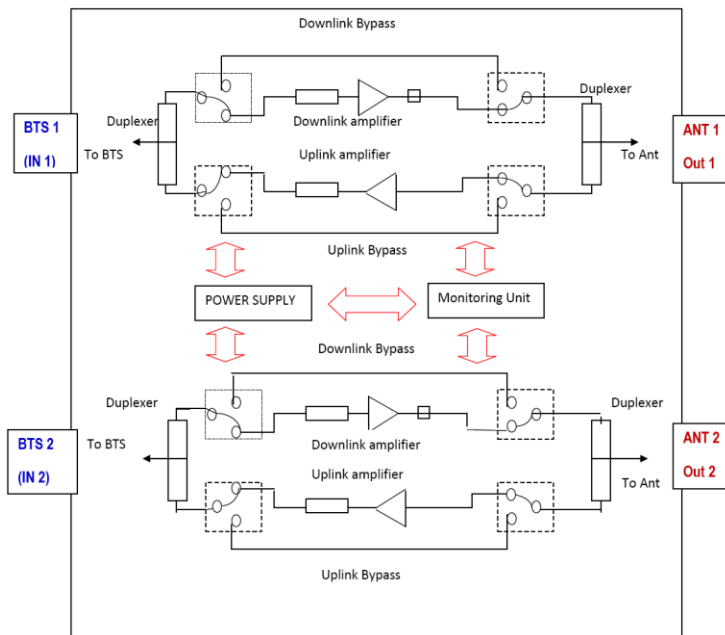 Downlink Bypass
Duplexer
Duplexer
BTS 1
(IN 1)
To BTS
Downlink amplifier
Uplink amplifier
To Ant
ANT 1
Out 1
Uplink Bypass
POWER SUPPLY
Monitoring Unit
Downlink Bypass
Duplexer
Duplexer
BTS 2
(IN 2)
To BTS
Downlink amplifier
Uplink amplifier
To Ant
ANT 2
Out 2
Uplink Bypass